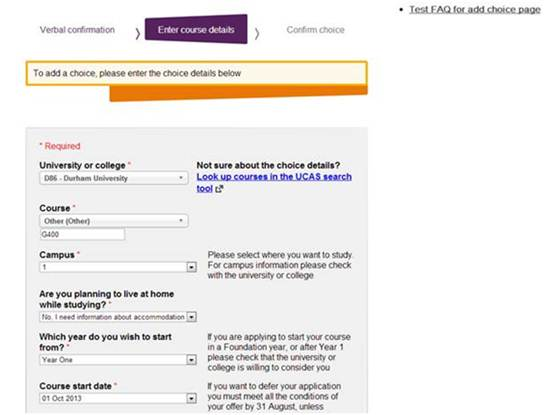 Verbal confirmation
Enter course details
Confirm choice
Test FAQ for add choice page
To add a choice, please enter the choice details below
* Required
University or college *
D86 - Durham University
Not sure about the choice details?
Look up courses in the UCAS search
tool
Course *
Other (Other)
G400
Campus *
1
Please select where you want to study.
For campus information please check
with the university or college
Are you planning to live at home
while studying? *
No. I need information about accommodation
Which year do you wish to start
from? *
Year One
If you are applying to start your course
in a Foundation year, or after Year 1
please check that the university or
college is willing to consider you
Course start date *
01 Oct 2013
If you want to defer your application
you must meet all the conditions of
your offer by 31 August, unless